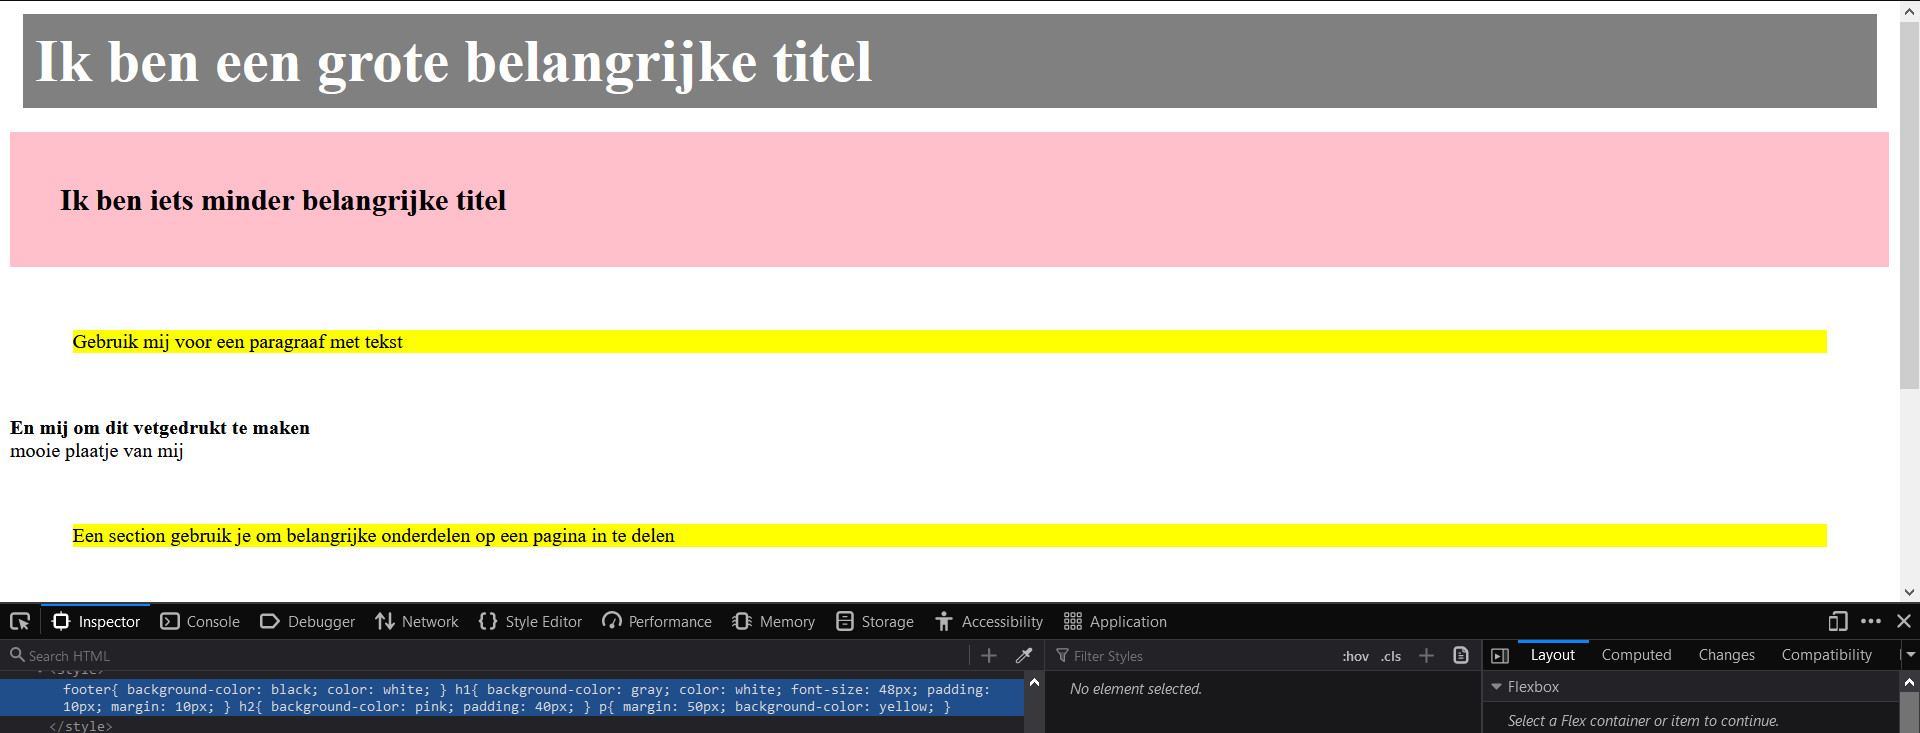 Ik ben een grote belangrijke titel
Ik ben iets minder belangrijke titel
Gebruik mij voor een paragraaf met tekst
En mij om dit vetgedrukt te maken
mooie plaatje van mij
Een section gebruik je om belangrijke onderdelen op een pagina in te delen
Inspector Console Debugger Network Style Editor Performance Memory Storage Accessibility Application
Search HTML
Filter Styles :hov .cls
Layout Computed Changes Compatibility
<style>
footer{ background-color: black; color: white; } h1{ background-color: gray; color: white; font-size: 48px; padding:
10px; margin: 10px; } h2{ background-color: pink; padding: 40px; } p{ margin: 50px; background-color: yellow; }
</style>
No element selected.
Flexbox
Select a Flex container or item to continue.